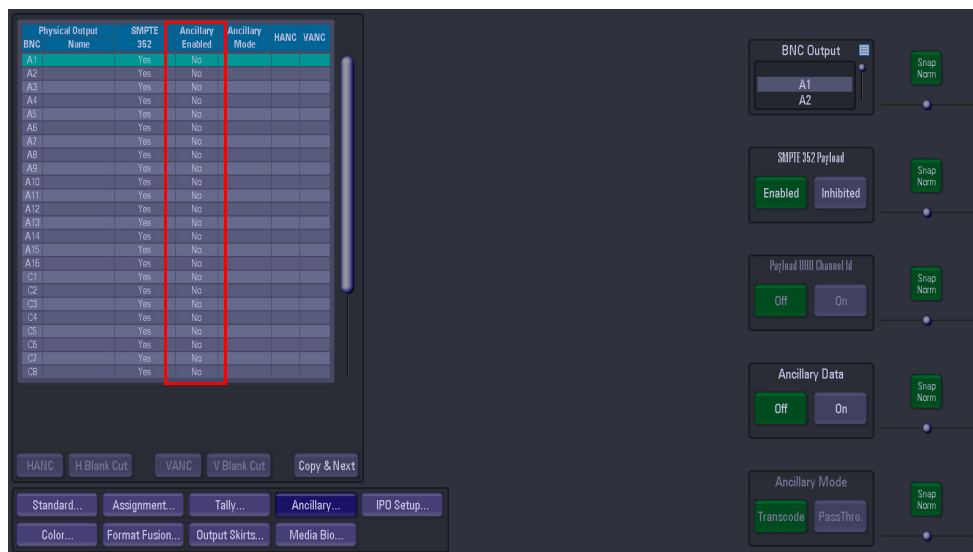 Physical Output SMPTE Ancillary Ancillary HANC VANC
BNC Name 352 Enabled Mode
A1 Yes No
A2 Yes No
A3 Yes No
A4 Yes No
A5 Yes No
A6 Yes No
A7 Yes No
A8 Yes No
A9 Yes No
A10 Yes No
A11 Yes No
A12 Yes No
A13 Yes No
A14 Yes No
A15 Yes No
A16 Yes No
C1 Yes No
C2 Yes No
C3 Yes No
C4 Yes No
C5 Yes No
C6 Yes No
C7 Yes No
C8 Yes No
HANC H Blank Cut VANC V Blank Cut Copy & Next
Standard... Assignment... Tally... Ancillary... IPO Setup...
Color... Format Fusion... Output Skirts... Media Bio...
BNC Output
A1
A2
Snap
Norm
SMPTE 352 Payload
Enabled Inhibited
Snap
Norm
Payload UHD Channel Id
Off On
Snap
Norm
Ancillary Data
Off On
Snap
Norm
Ancillary Mode
Transcode PassThro.
Snap
Norm